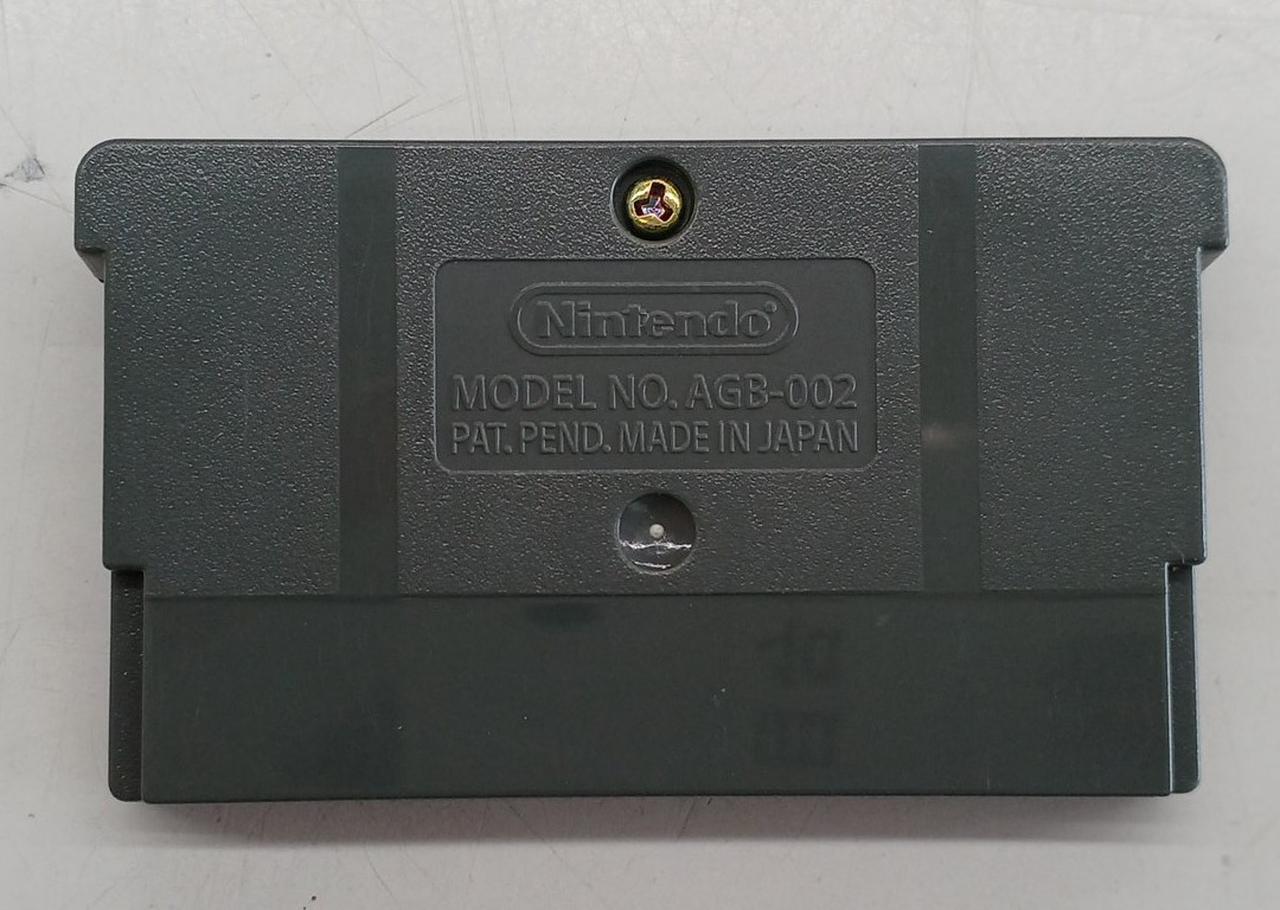 Nintendo®
MODEL NO. AGB-002
PAT. PEND. MADE IN JAPAN